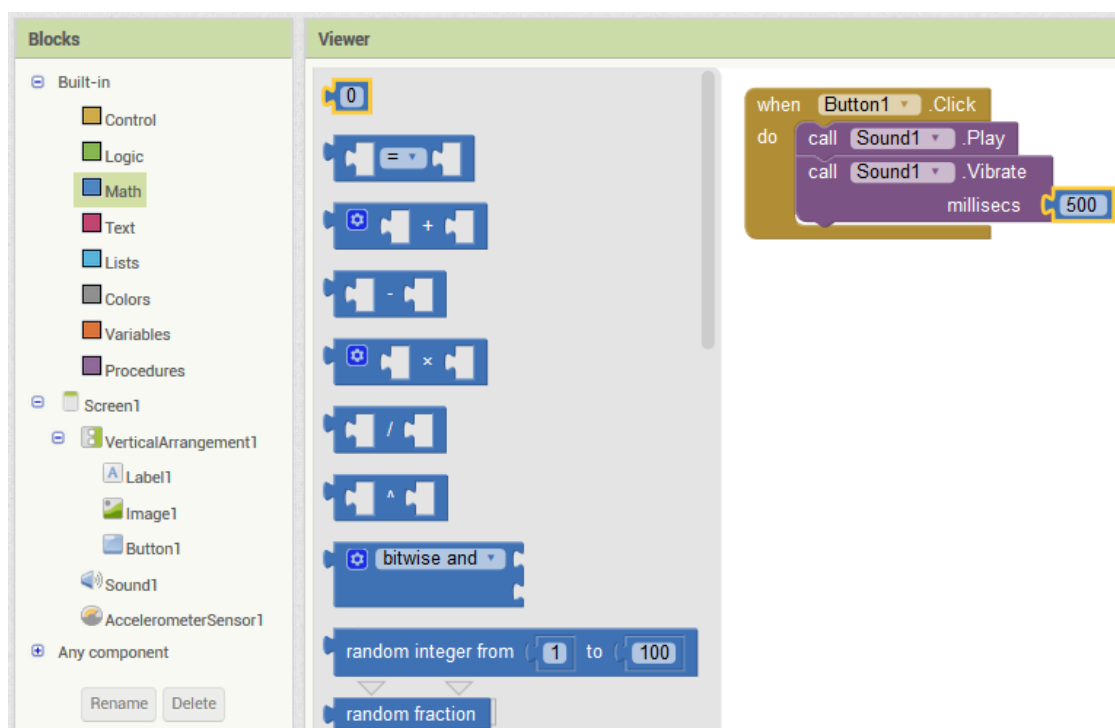 Blocks
Built-in
Control
Logic
Math
Text
Lists
Colors
Variables
Procedures
Screen1
VerticalArrangement1
A Label1
Image1
Button1
Sound1
AccelerometerSensor1
Any component
Rename Delete
Viewer
0
=
+
-
×
/
^
bitwise and
random integer from 1 to 100
random fraction
when Button1 .Click
do call Sound1 .Play
call Sound1 .Vibrate
millisecs 500